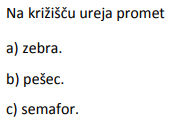 Na križišču ureja promet
a) zebra.
b) pešec.
c) semafor.